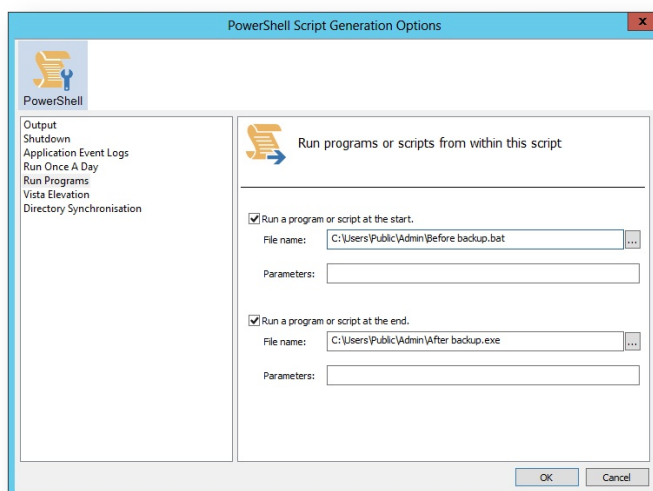 PowerShell Script Generation Options
x
PowerShell
Output
Shutdown
Application Event Logs
Run Once A Day
Run Programs
Vista Elevation
Directory Synchronisation
Run programs or scripts from within this script
Run a program or script at the start.
File name: C:\Users\Public\Admin\Before backup.bat ...
Parameters:
Run a program or script at the end.
File name: C:\Users\Public\Admin\After backup.exe ...
Parameters:
OK Cancel